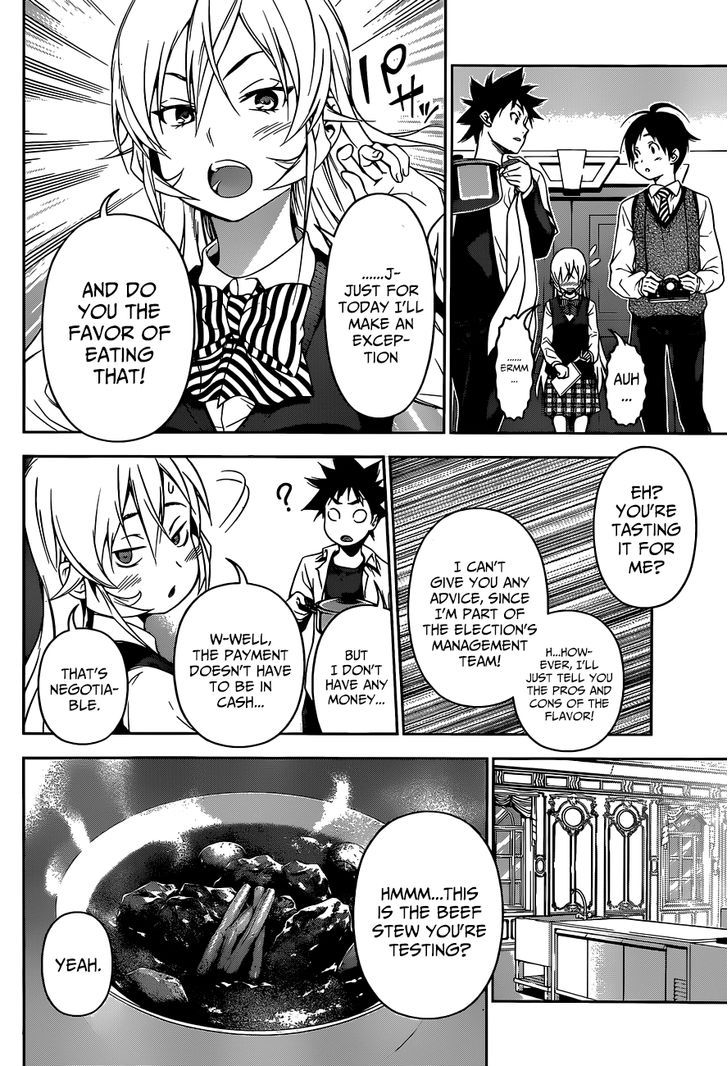 ......
ERMM
...
AUH
...
パサッ
......J-
JUST FOR
TODAY I'LL
MAKE AN
EXCEP-
TION
AND DO
YOU THE
FAVOR OF
EATING
THAT!
EH?
YOU'RE
TASTING
IT FOR
ME?
I CAN'T
GIVE YOU ANY
ADVICE, SINCE
I'M PART OF
THE ELECTION'S
MANAGEMENT
TEAM!
H...HOW-
EVER, I'LL
JUST TELL YOU
THE PROS AND
CONS OF THE
FLAVOR!
?
BUT
I DON'T
HAVE ANY
MONEY...
W-WELL,
THE PAYMENT
DOESN'T HAVE
TO BE IN
CASH...
THAT'S
NEGOTIA-
BLE.
HMMM...THIS
IS THE BEEF
STEW YOU'RE
TESTING?
YEAH.